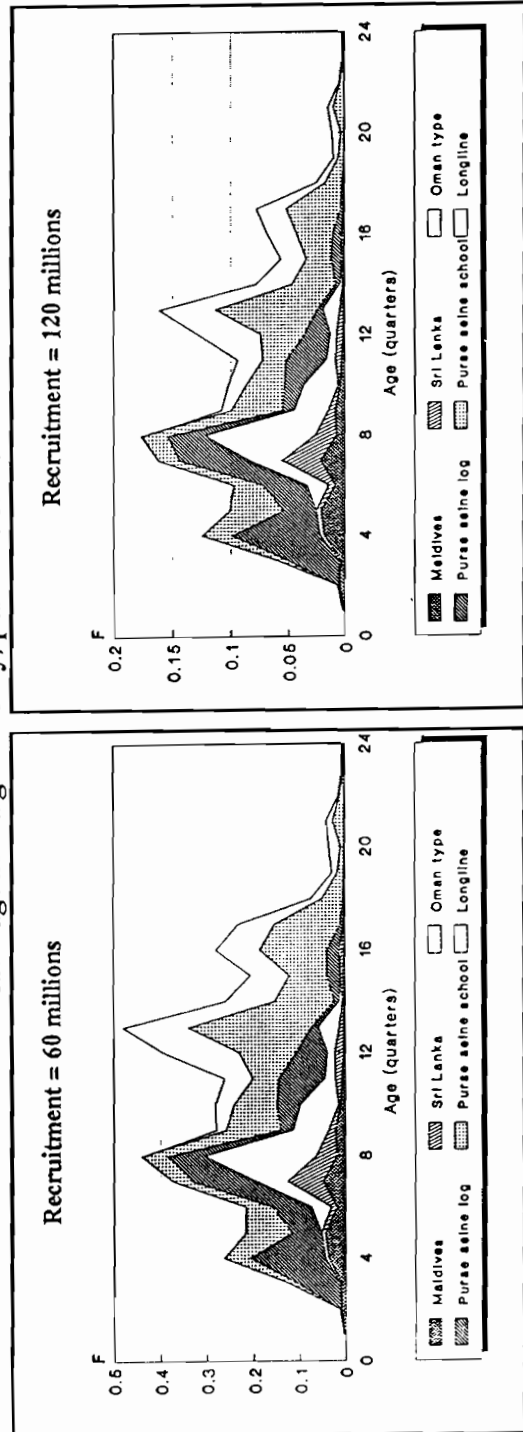 Recruitment = 60 millions
F
0.5
0.4
0.3
0.2
0.1
0
0 4 8 12 16 20 24
Age (quarters)
Maldives Sri Lanka Oman type
Purse seine log Purse seine school Longline
Recruitment = 120 millions
F
0.2
0.15
0.1
0.05
0
0 4 8 12 16 20 24
Age (quarters)
Maldives Sri Lanka Oman type
Purse seine log Purse seine school Longline